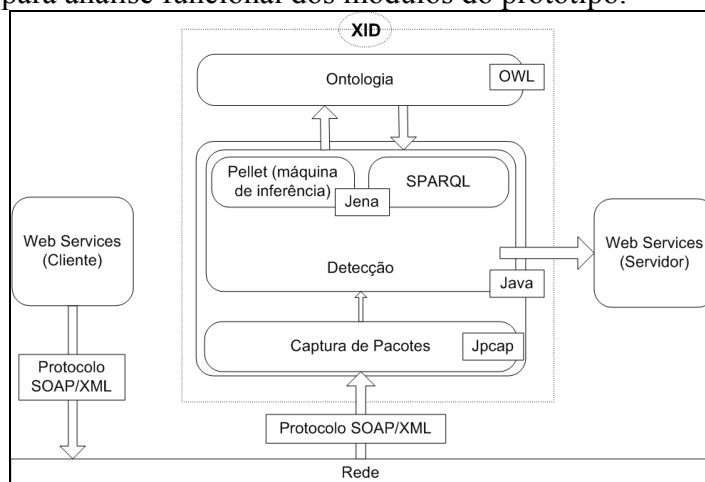 para análise funcional dos módulos do protótipo.
XID
Ontologia
OWL
Pellet (máquina
de inferência)
SPARQL
Jena
Web Services
(Cliente)
Web Services
(Servidor)
Detecção
Java
Captura de Pacotes
Jpcap
Protocolo
SOAP/XML
Protocolo SOAP/XML
Rede